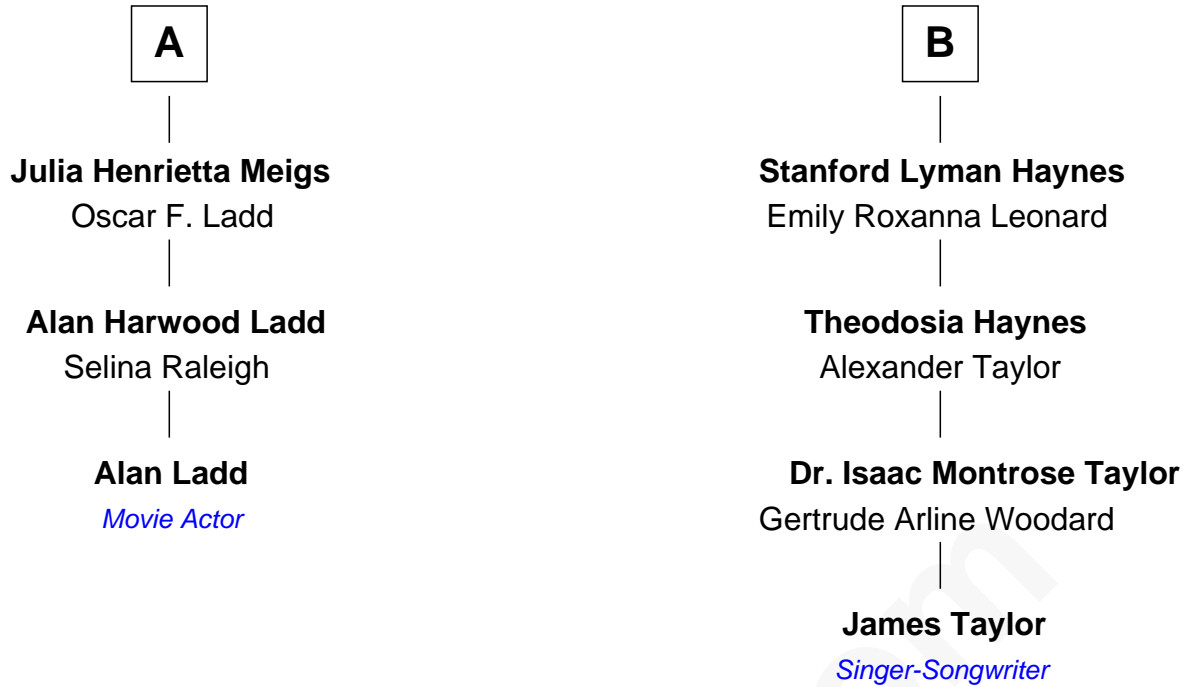 A
Julia Henrietta Meigs
Oscar F. Ladd
Alan Harwood Ladd
Selina Raleigh
Alan Ladd
Movie Actor
B
Stanford Lyman Haynes
Emily Roxanna Leonard
Theodosia Haynes
Alexander Taylor
Dr. Isaac Montrose Taylor
Gertrude Arline Woodard
James Taylor
Singer-Songwriter